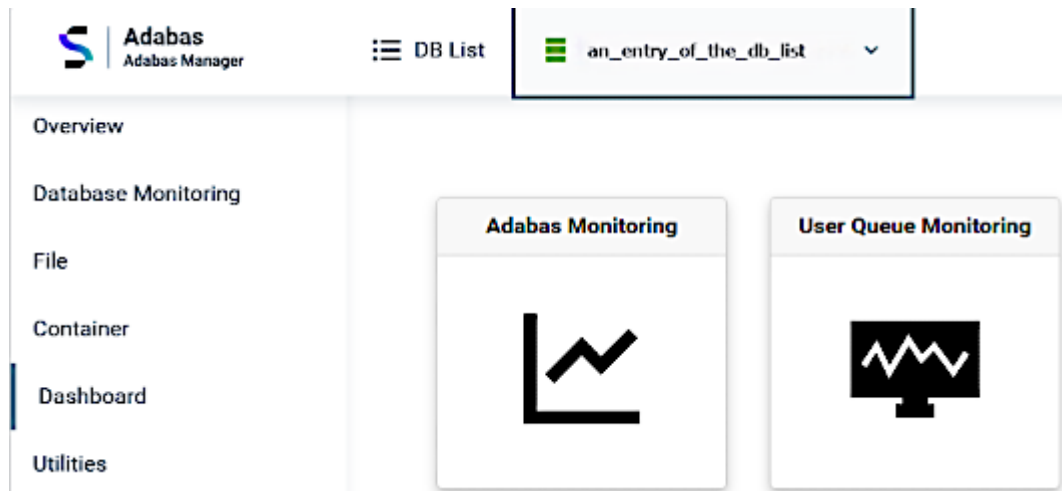 Adabas
Adabas Manager
DB List
an_entry_of_the_db_list
Overview
Database Monitoring
File
Container
Dashboard
Utilities
Adabas Monitoring
User Queue Monitoring